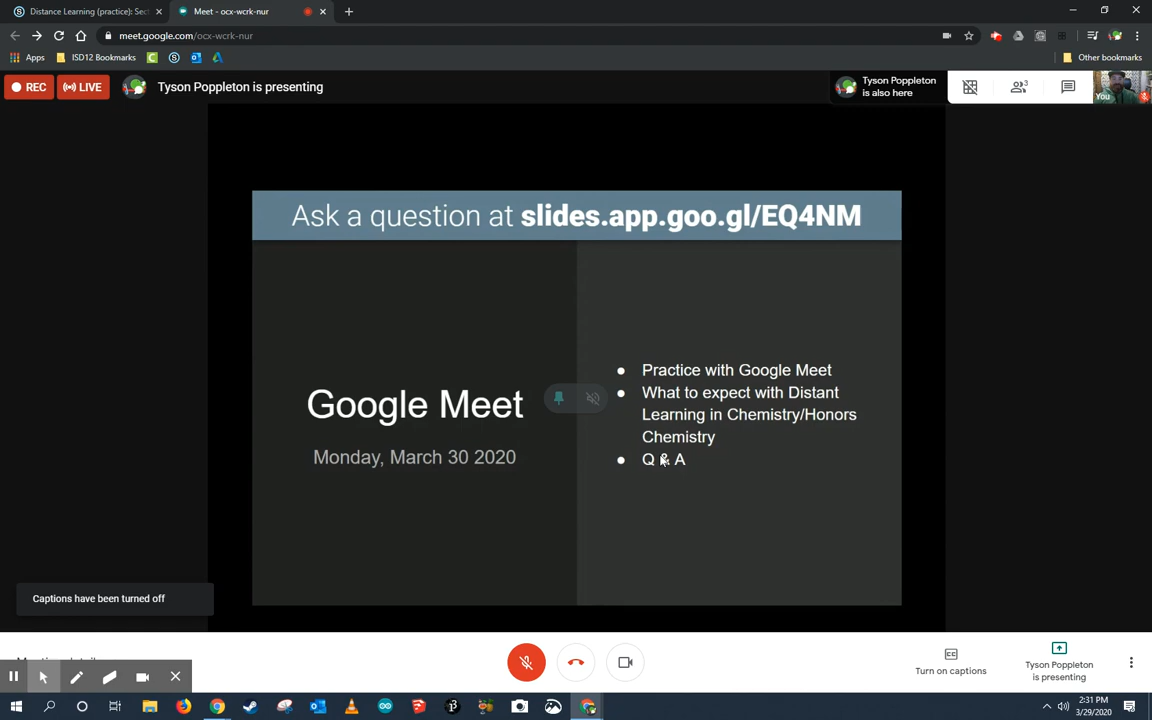 Distance Learning (practice): Sect
Meet - ocx-wcrk-nur
meet.google.com/ocx-wcrk-nur
Apps
ISD12 Bookmarks
Other bookmarks
REC
LIVE
Tyson Poppleton is presenting
Tyson Poppleton
is also here
3
You
Ask a question at slides.app.goo.gl/EQ4NM
Google Meet
Monday, March 30 2020
● Practice with Google Meet
● What to expect with Distant
Learning in Chemistry/Honors
Chemistry
● Q & A
Captions have been turned off
Turn on captions
Tyson Poppleton
is presenting
2:31 PM
3/29/2020